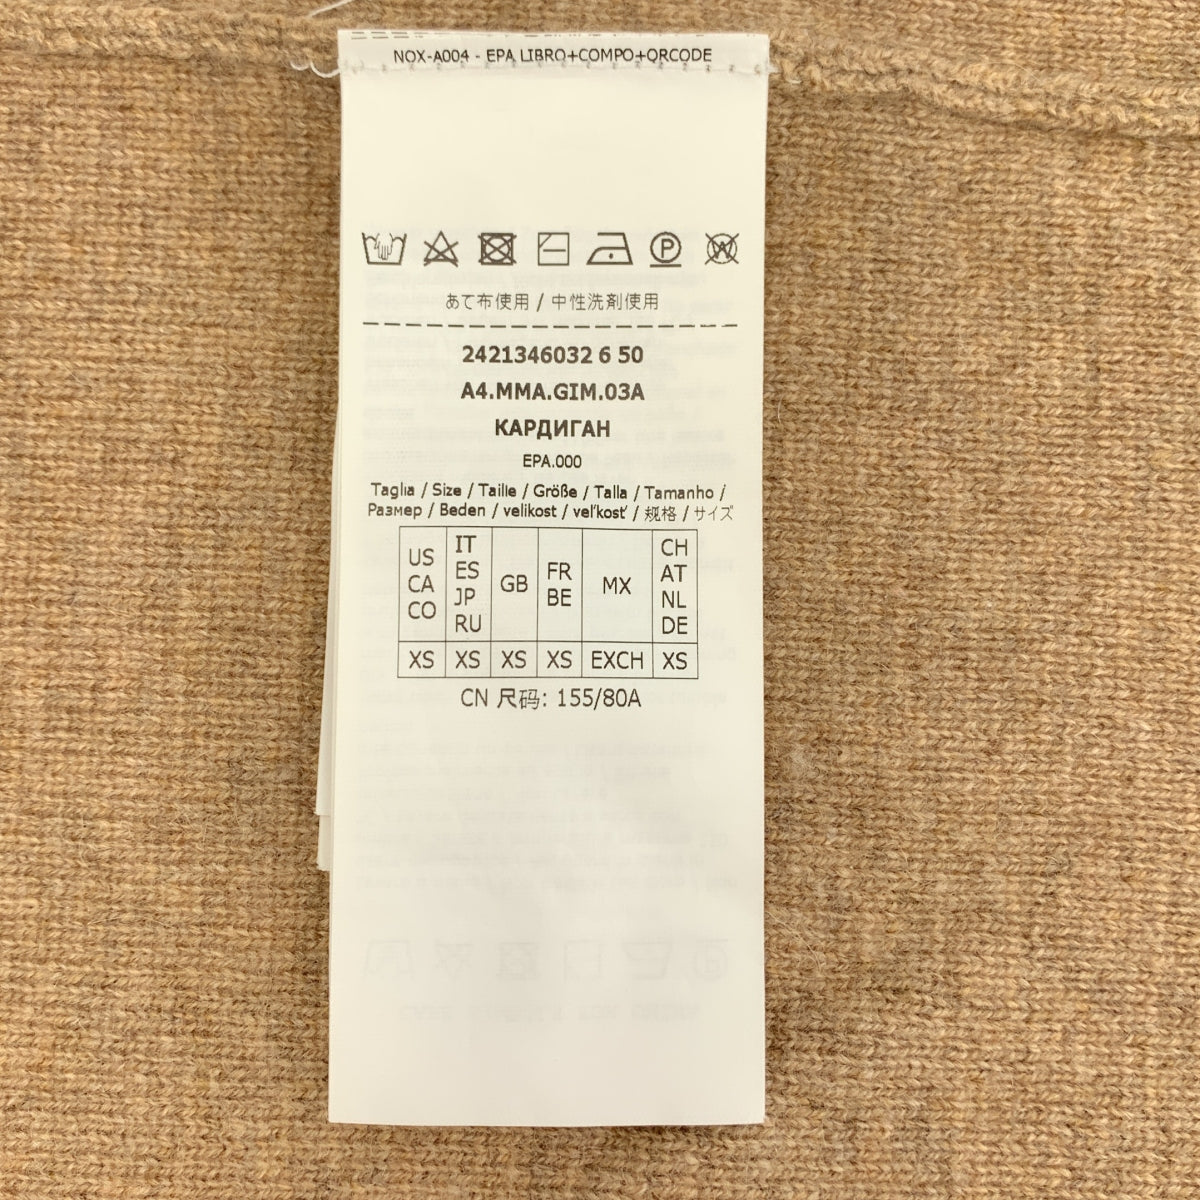 NOX-A004 - EPA LIBRO+COMPO+QRCODE
あて布使用 / 中性洗剤使用
2421346032 6 50
A4.MMA.GIM.03A
КАРДИГАН
EPA.000
Taglia / Size / Taille / Größe / Talla / Tamanho /
Размер / Beden / velikost / veľkosť / 规格 / サイズ
US CA CO IT ES JP RU GB FR BE MX CH AT NL DE
XS XS XS XS EXCH XS
CN 尺码: 155/80A